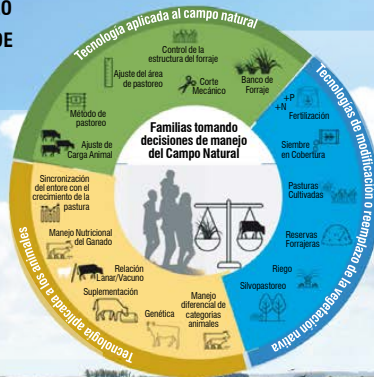 O
DE
Tecnología aplicada al campo natural
Control de la
estructura del forraje
Ajuste del área
de pastoreo
Corte
Mecánico
Banco de
Forraje
Método de
pastoreo
Ajuste de
Carga Animal
Familias tomando
decisiones de manejo
del Campo Natural
Tecnologías de modificación o reemplazo de la vegetación nativa
+P
+N
Fertilización
Siembre
en Cobertura
Pasturas
Cultivadas
Reservas
Forrajeras
Riego
Silvopastoreo
Tecnología aplicada a los animales
Sincronización
del entore con el
crecimiento de la
pastura
Manejo Nutricional
del Ganado
Relación
Lanar/Vacuno
Suplementación
Genética
Manejo
diferencial de
categorias
animales